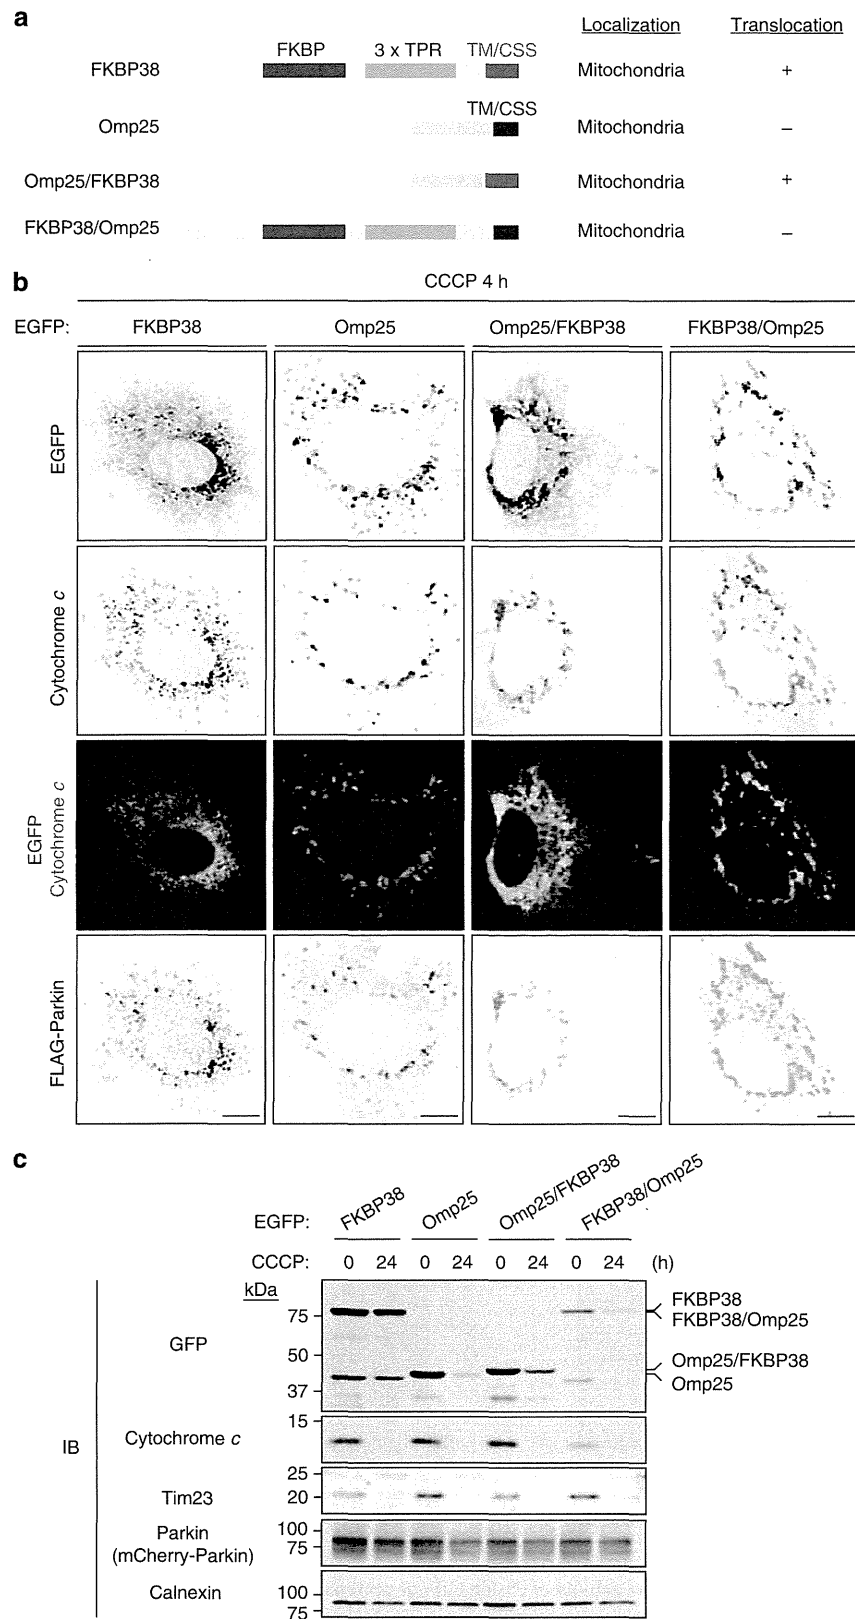 a
Localization Translocation
FKBP 3 x TPR TM/CSS
FKBP38 Mitochondria +
TM/CSS
Omp25 Mitochondria –
Omp25/FKBP38 Mitochondria +
FKBP38/Omp25 Mitochondria –
b
CCCP 4 h
EGFP: FKBP38 Omp25 Omp25/FKBP38 FKBP38/Omp25
EGFP
Cytochrome c
EGFP
Cytochrome c
FLAG-Parkin
c
EGFP: FKBP38 Omp25 Omp25/FKBP38 FKBP38/Omp25
CCCP: 0 24 0 24 0 24 0 24 (h)
kDa
IB
GFP
75
50
37
FKBP38
FKBP38/Omp25
Omp25/FKBP38
Omp25
Cytochrome c
15
Tim23
25
20
Parkin
(mCherry-Parkin)
100
75
Calnexin
100
75